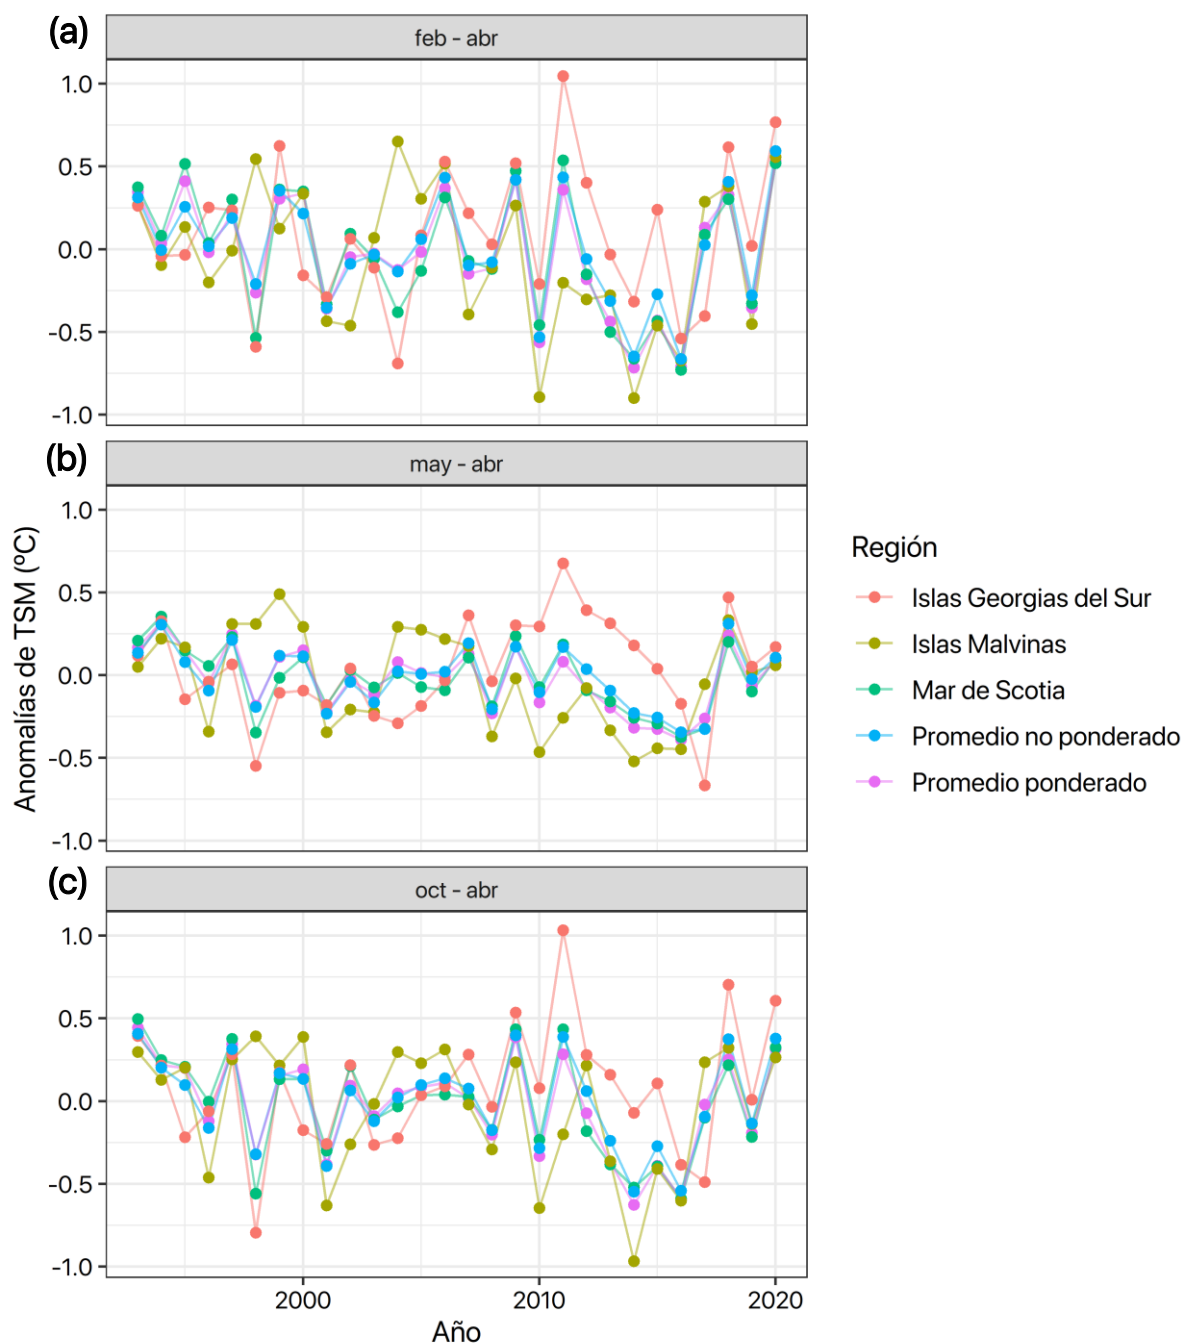 (a)
feb - abr
1.0
0.5
0.0
-0.5
-1.0
(b)
may - abr
1.0
0.5
0.0
-0.5
-1.0
Anomalías de TSM (ºC)
(c)
oct - abr
1.0
0.5
0.0
-0.5
-1.0
2000 2010 2020
Año
Región
Islas Georgias del Sur
Islas Malvinas
Mar de Scotia
Promedio no ponderado
Promedio ponderado